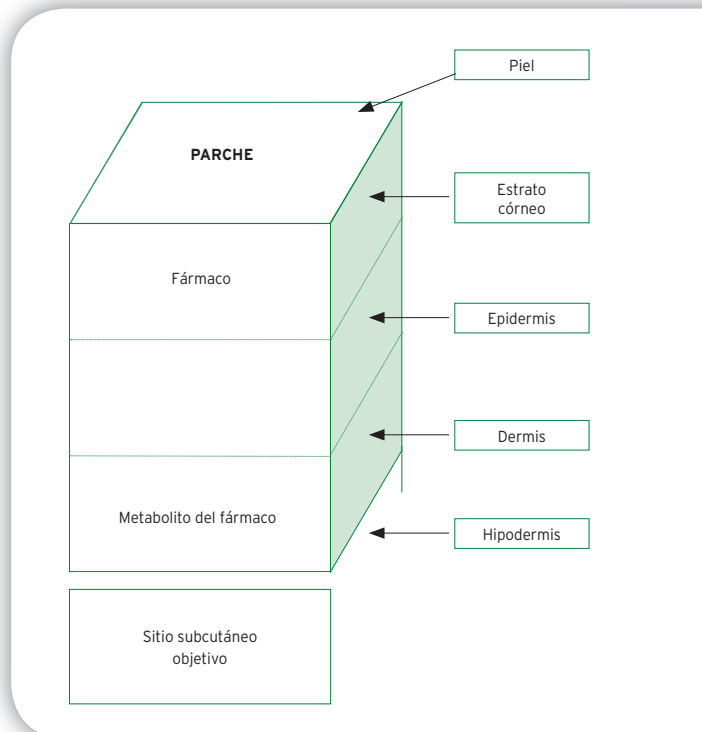 Piel
PARCHE
Estrato
córneo
Fármaco
Epidermis
Dermis
Metabolito del fármaco
Hipodermis
Sitio subcutáneo
objetivo